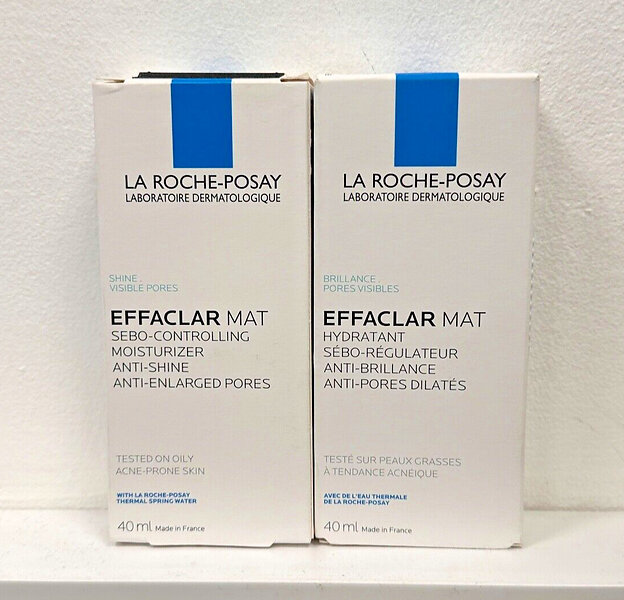 LA ROCHE-POSAY
LABORATOIRE DERMATOLOGIQUE
SHINE
VISIBLE PORES
EFFACLAR MAT
SEBO-CONTROLLING
MOISTURIZER
ANTI-SHINE
ANTI-ENLARGED PORES
TESTED ON OILY
ACNE-PRONE SKIN
WITH LA ROCHE-POSAY
THERMAL SPRING WATER
40 ml Made in France
LA ROCHE-POSAY
LABORATOIRE DERMATOLOGIQUE
BRILLANCE
PORES VISIBLES
EFFACLAR MAT
HYDRATANT
SÉBO-RÉGULATEUR
ANTI-BRILLANCE
ANTI-PORES DILATÉS
TESTÉ SUR PEAUX GRASSES
À TENDANCE ACNÉIQUE
AVEC DE L'EAU THERMALE
DE LA ROCHE-POSAY
40 ml Made in France